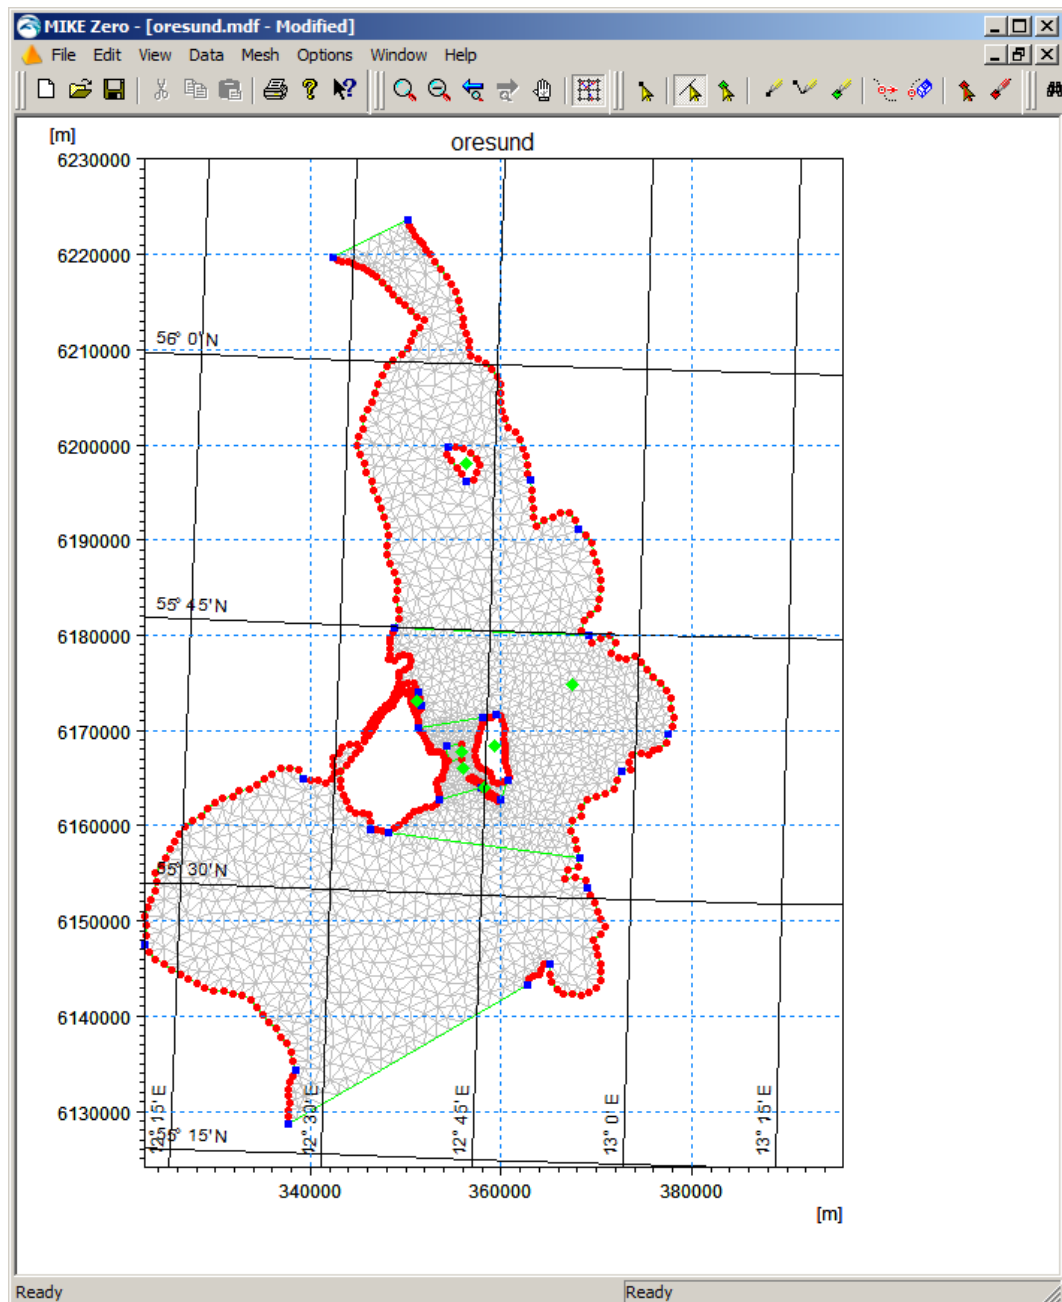 MIKE Zero - [oresund.mdf - Modified]
File Edit View Data Mesh Options Window Help
[m]
oresund
6230000
6220000
56° 0' N
6210000
6200000
6190000
55° 45' N
6180000
6170000
6160000
55° 30' N
6150000
6140000
6130000
12° 15' E
12° 30' E
12° 45' E
13° 0' E
13° 15' E
55° 15' N
340000 360000 380000
[m]
Ready Ready